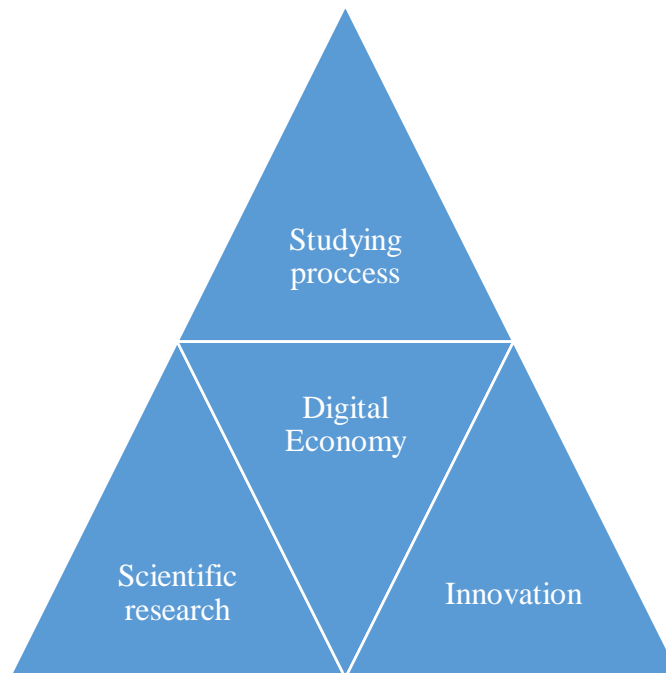 Studying
proccess
Digital
Economy
Scientific
research
Innovation